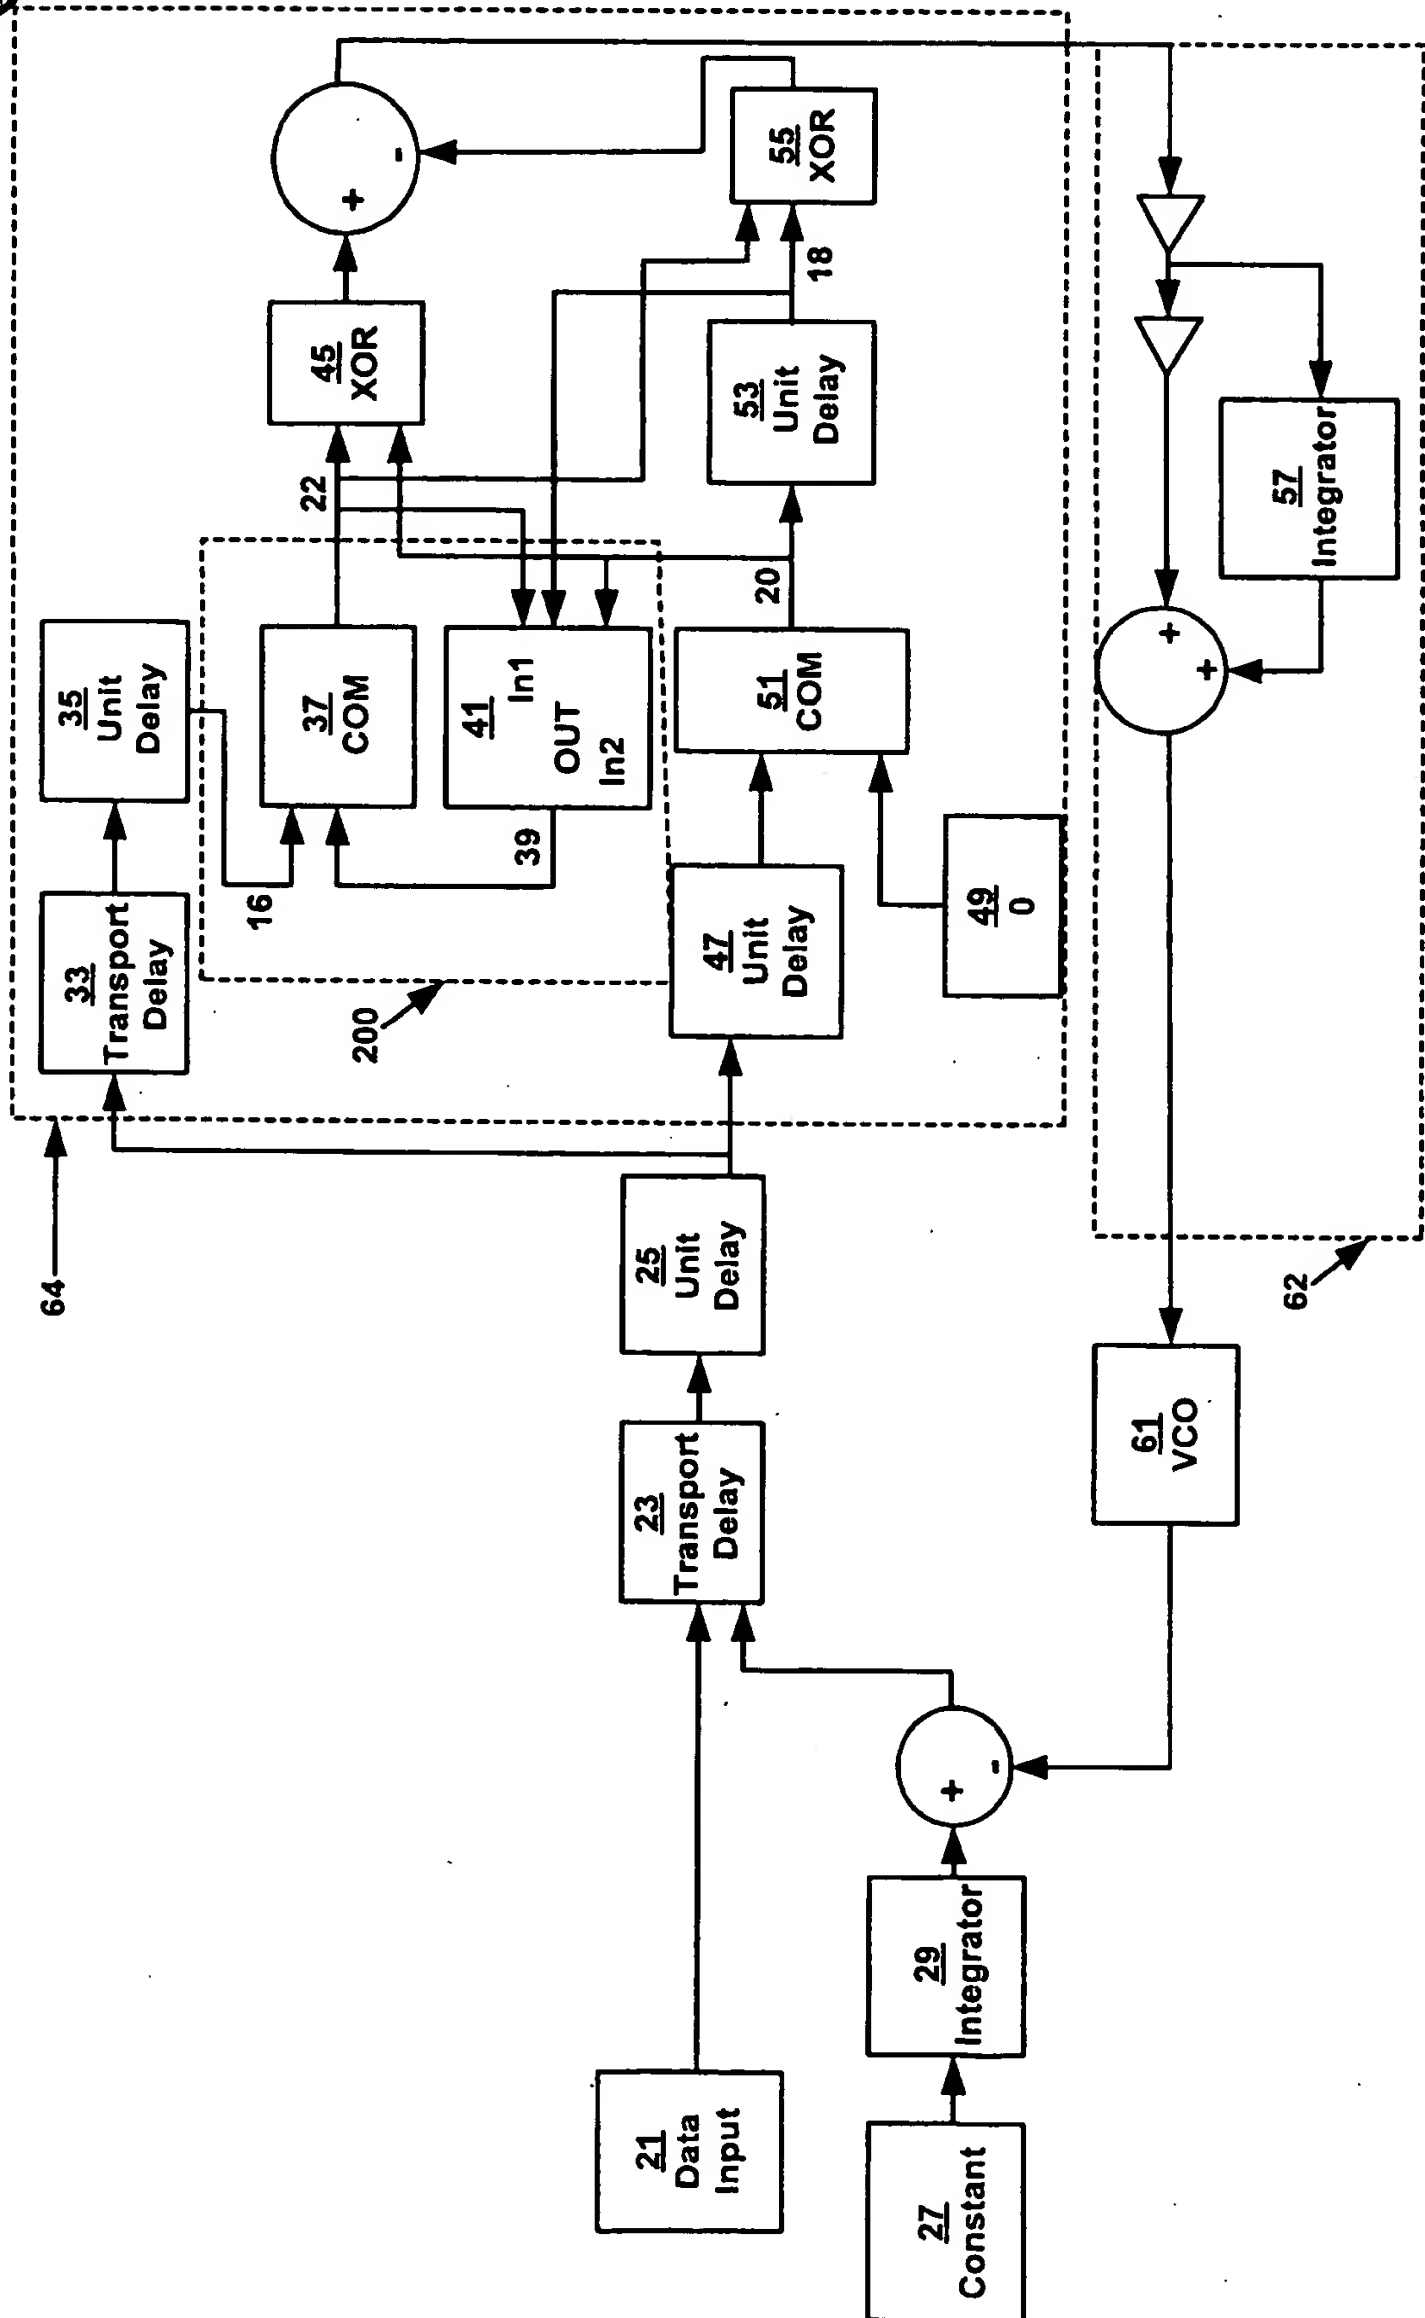 21
Data
Input
27
Constant
29
Integrator
+
-
23
Transport
Delay
25
Unit
Delay
61
VCO
64
62
33
Transport
Delay
35
Unit
Delay
200
16
37
COM
39
41
In1
OUT
In2
47
Unit
Delay
49
0
51
COM
20
22
45
XOR
53
Unit
Delay
18
55
XOR
+
-
57
Integrator
+
+